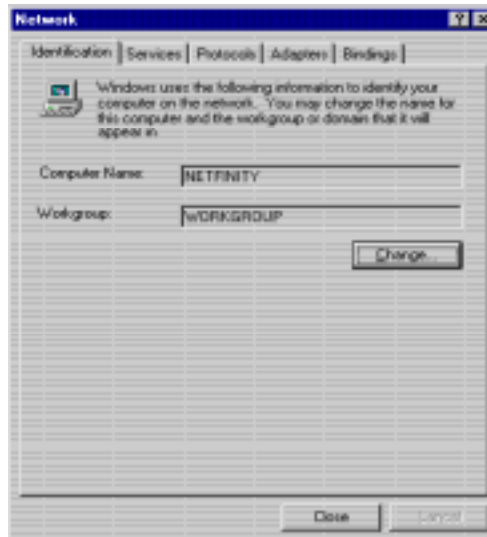 Network
Identification Services Protocols Adapters Bindings
Windows uses the following information to identify your
computer on the network. You may change the name for
this computer and the workgroup or domain that it will
appear in.
Computer Name: NETFINITY
Workgroup: WORKGROUP
Change...
Close Cancel